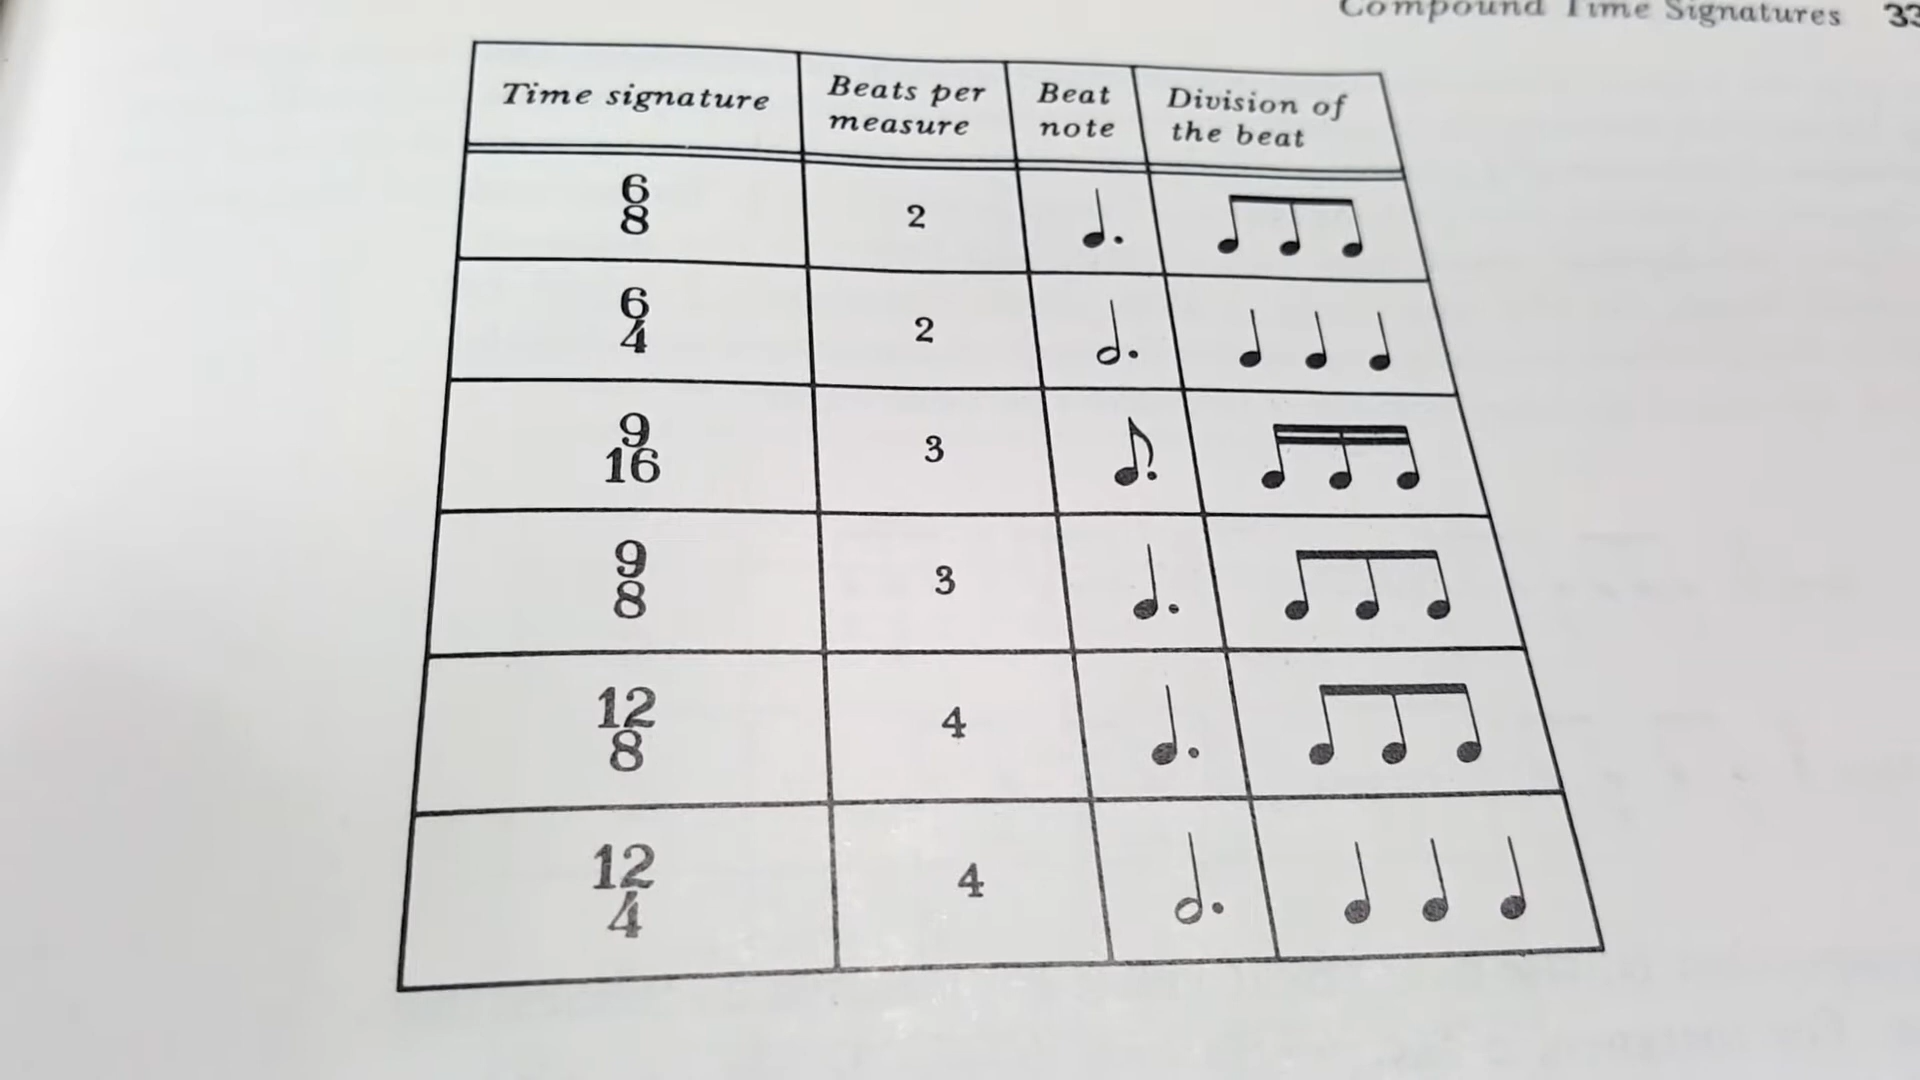 Compound Time Signatures 33
Time signature
Beats per
measure
Beat
note
Division of
the beat
6
8
2
6
4
2
9
16
3
9
8
3
12
8
4
12
4
4